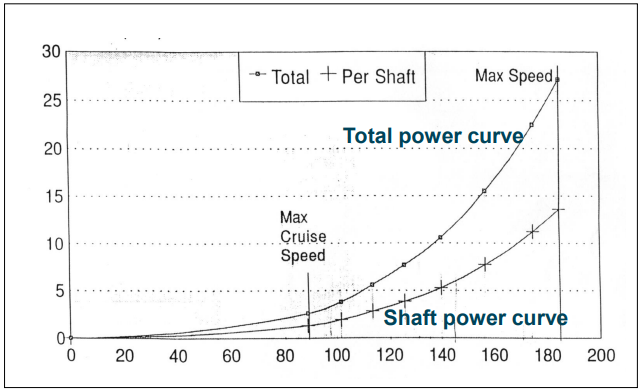 30
25
20
15
10
5
0
Total
Per Shaft
Max Speed
Total power curve
Max
Cruise
Speed
Shaft power curve
0
20
40
60
80
100
120
140
160
180
200